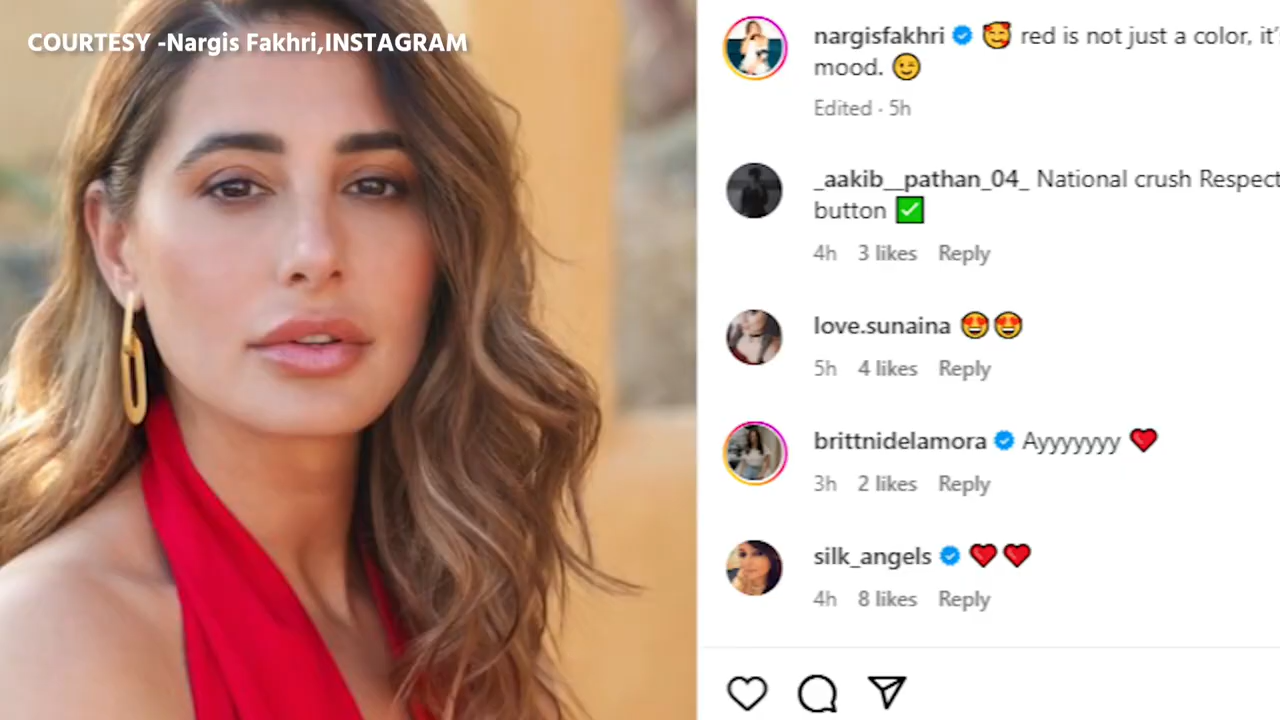 COURTESY -Nargis Fakhri,INSTAGRAM
nargisfakhri 🥰 red is not just a color, it's
mood. 😉
Edited · 5h
_aakib__pathan_04_ National crush Respect
button ✅
4h 3 likes Reply
love.sunaina 😍😍
5h 4 likes Reply
brittnidelamora Ayyyyyyy ❤️
3h 2 likes Reply
silk_angels ❤️❤️
4h 8 likes Reply